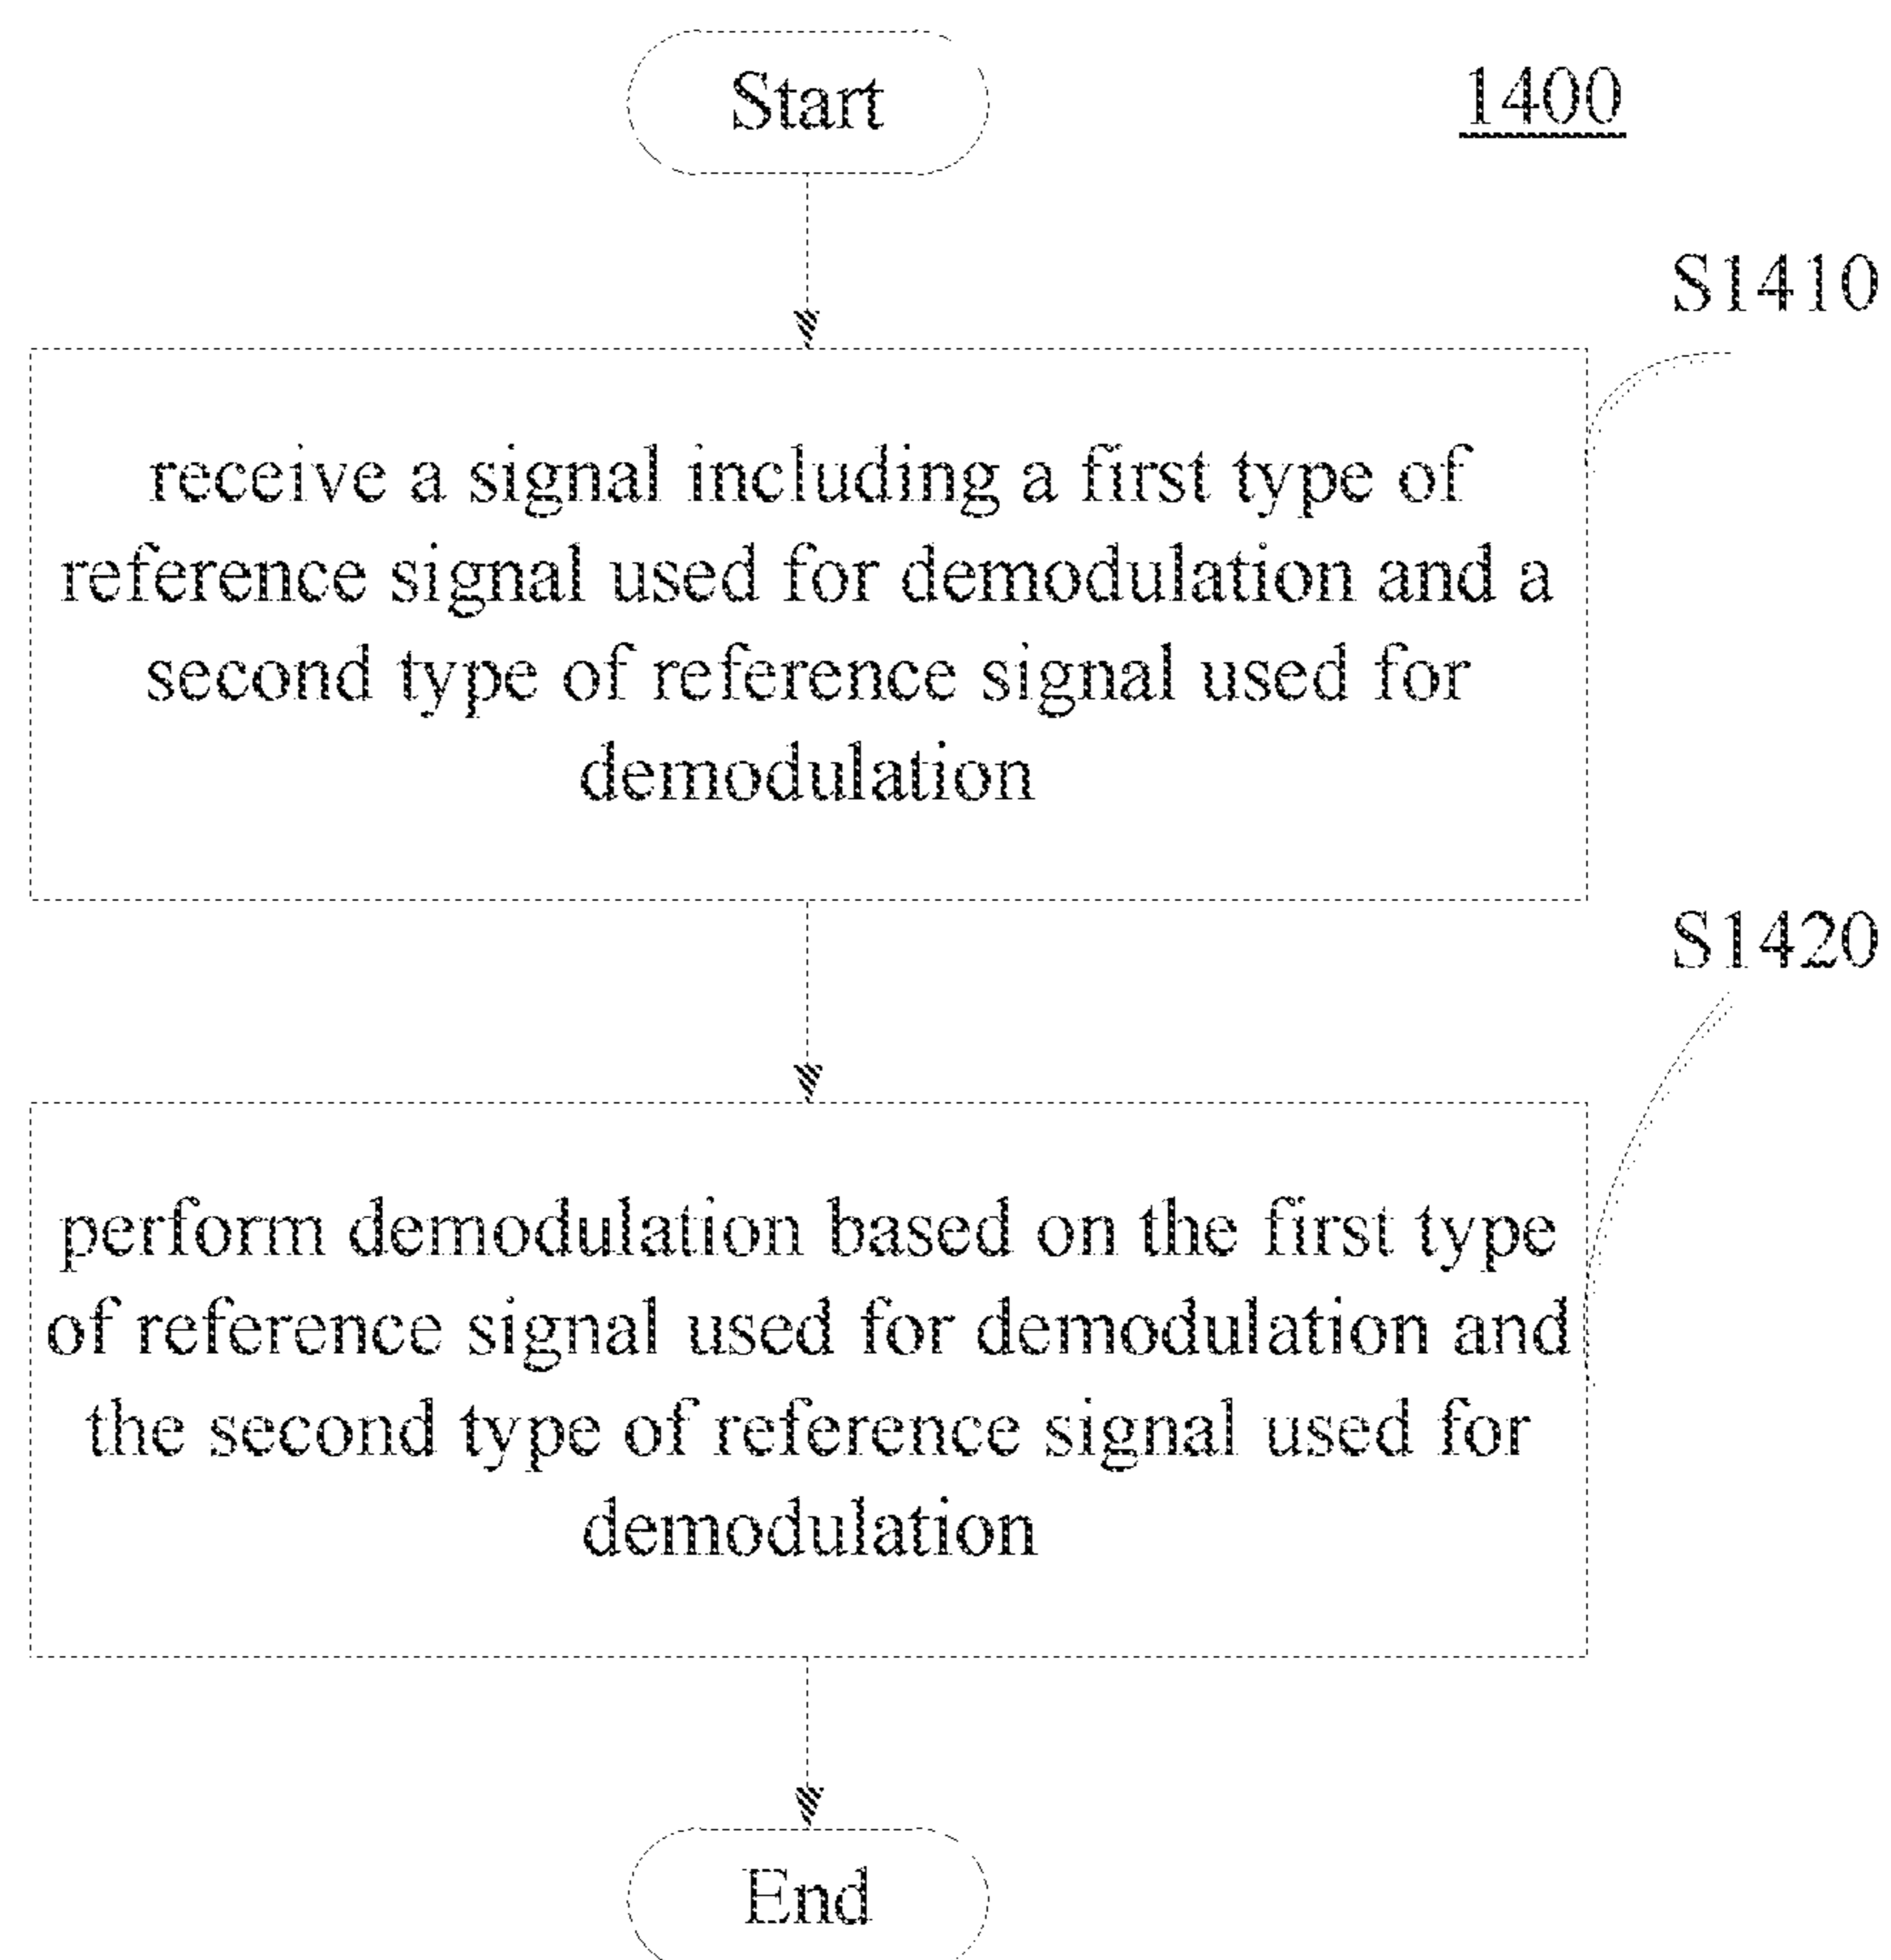 Start
1400
S1410
receive a signal including a first type of
reference signal used for demodulation and a
second type of reference signal used for
demodulation
S1420
perform demodulation based on the first type
of reference signal used for demodulation and
the second type of reference signal used for
demodulation
End